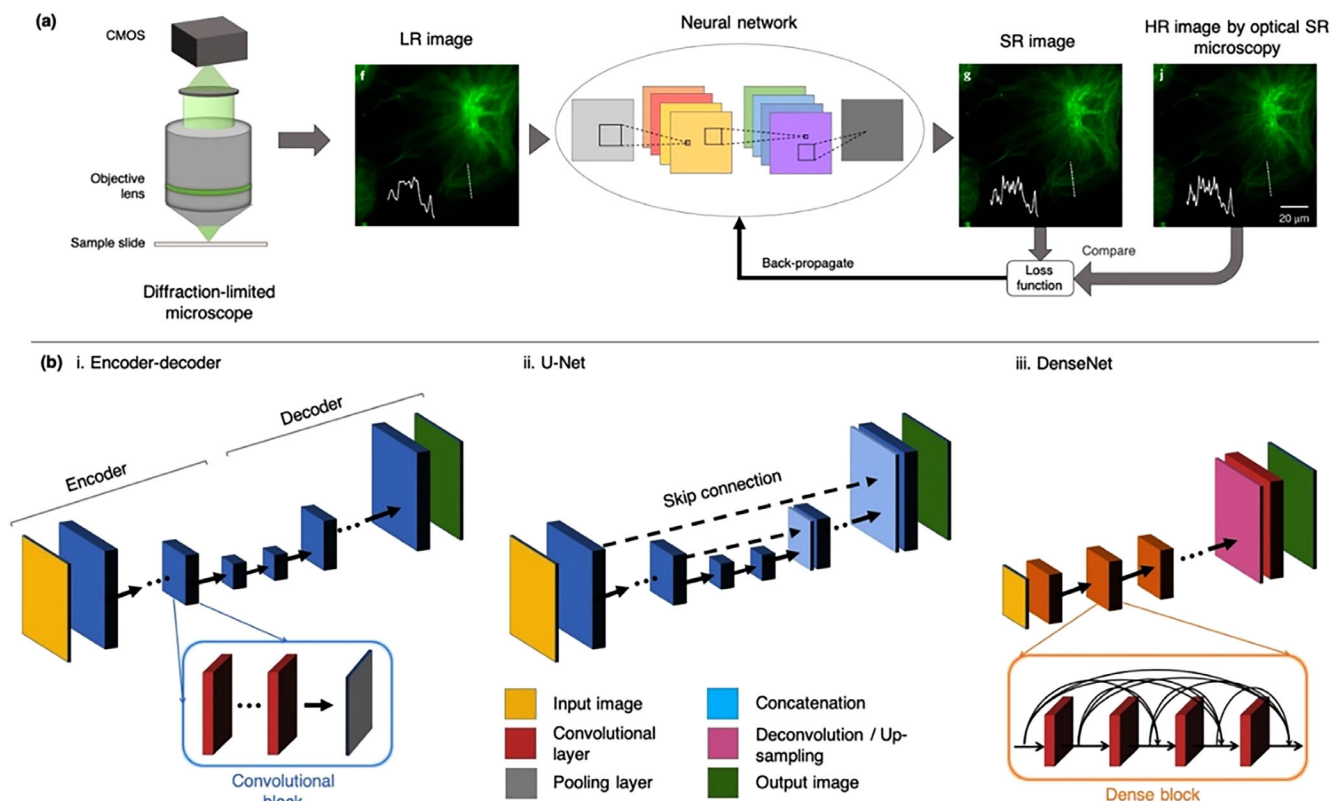 (a)
CMOS
Objective
lens
Sample slide
Diffraction-limited
microscope
LR image
f
Neural network
SR image
g
HR image by optical SR
microscopy
j
20 μm
Back-propagate
Loss
function
Compare
(b) i. Encoder-decoder
Encoder
Decoder
Convolutional
block
ii. U-Net
Skip connection
Input image
Convolutional
layer
Pooling layer
Concatenation
Deconvolution / Up-
sampling
Output image
iii. DenseNet
Dense block